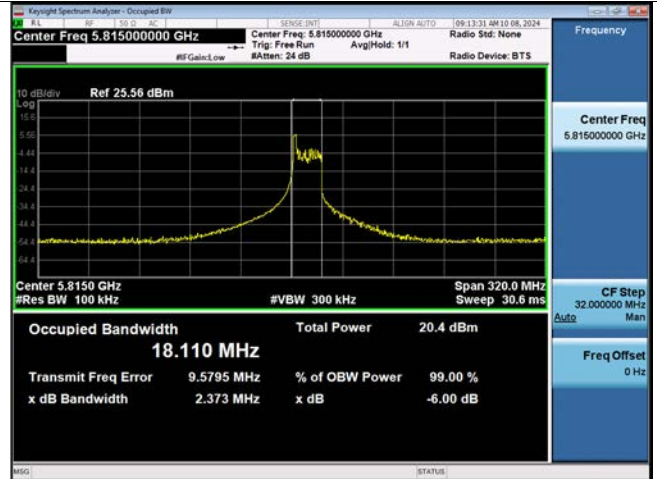 Keysight Spectrum Analyzer - Occupied BW
RL RF 50 Ω AC SENSE:INT ALIGN AUTO 09:13:31 AM 10 08, 2024
Center Freq 5.815000000 GHz
Center Freq: 5.815000000 GHz
Radio Std: None
Trig: Free Run Avg|Hold: 1/1
#IFGain:Low
#Atten: 24 dB
Radio Device: BTS
10 dB/div Ref 25.56 dBm
Log
15.6
5.56
-4.44
-14.4
-24.4
-34.4
-44.4
-54.4
-64.4
Center 5.8150 GHz
Span 320.0 MHz
#Res BW 100 kHz
#VBW 300 kHz
Sweep 30.6 ms
Occupied Bandwidth
Total Power 20.4 dBm
18.110 MHz
Transmit Freq Error 9.5795 MHz
% of OBW Power 99.00 %
x dB Bandwidth 2.373 MHz
x dB -6.00 dB
MSG
STATUS
Frequency
Center Freq
5.815000000 GHz
CF Step
32.000000 MHz
Auto Man
Freq Offset
0 Hz